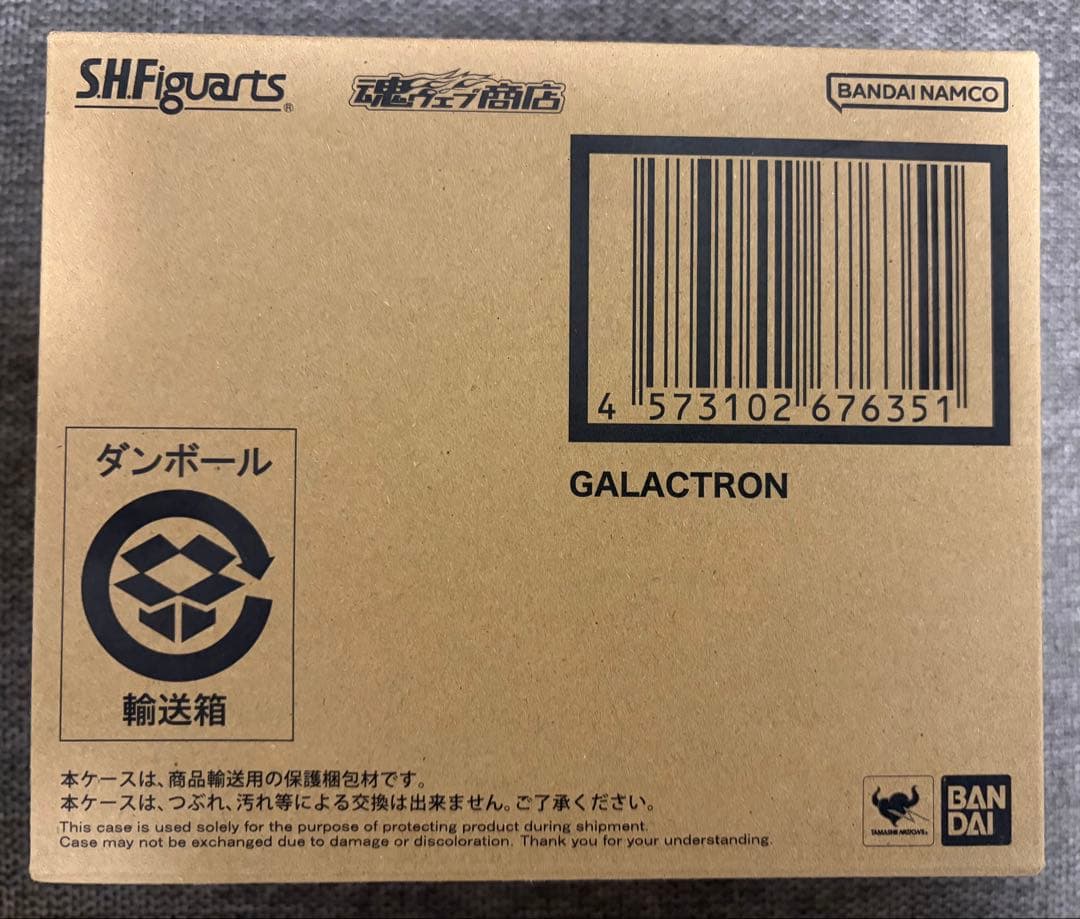 S.H.Figuarts®
魂ウェブ商店
BANDAI NAMCO
4 573102 676351
GALACTRON
ダンボール
輸送箱
本ケースは、商品輸送用の保護梱包材です。
本ケースは、つぶれ、汚れ等による交換は出来ません。ご了承ください。
This case is used solely for the purpose of protecting product during shipment.
Case may not be exchanged due to damage or discoloration. Thank you for your understanding.
TAMASHII NATIONS
BAN
DAI